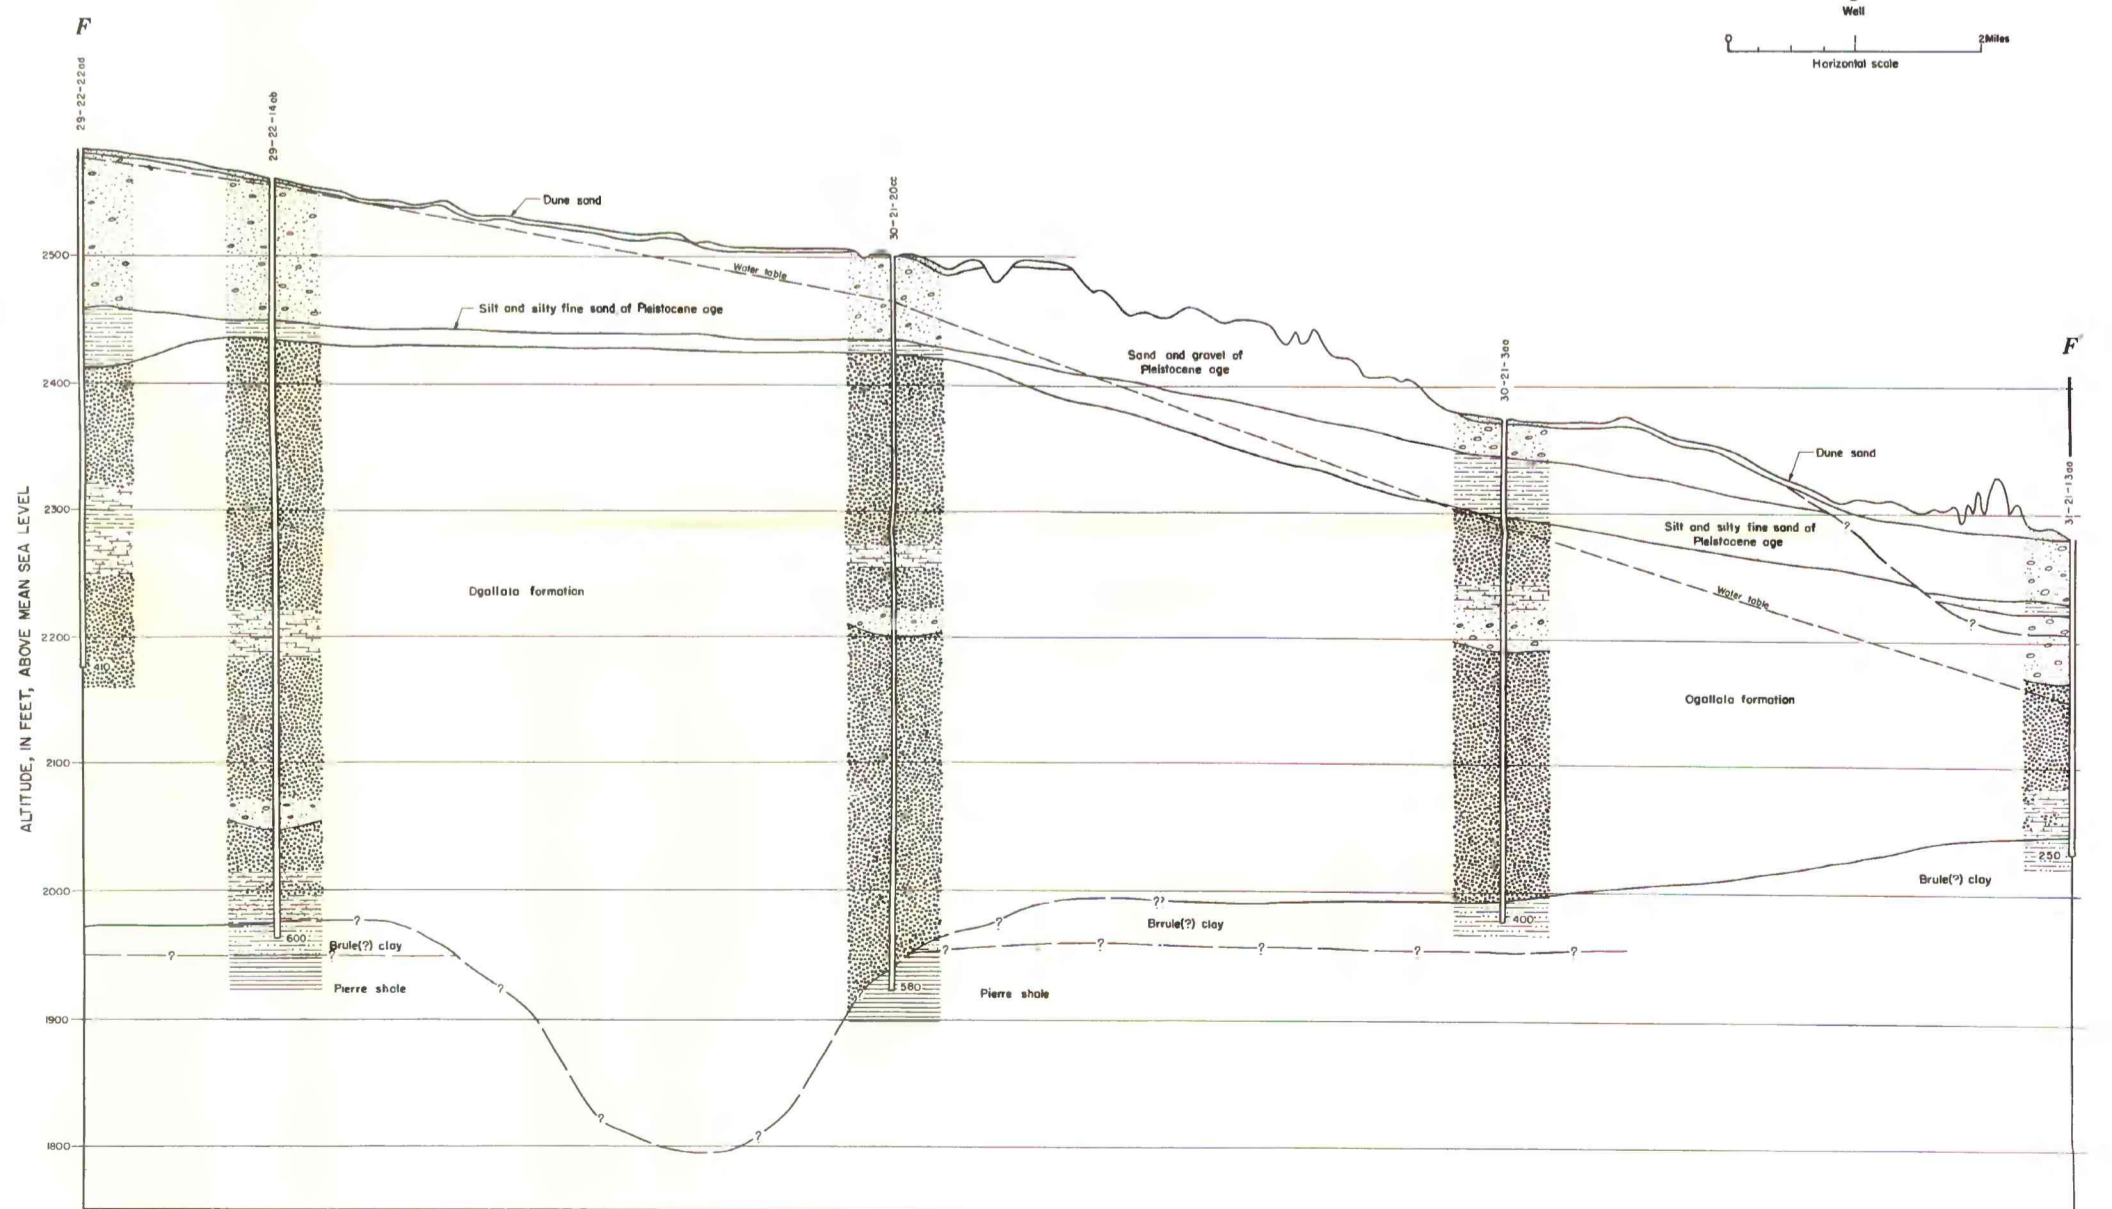 F
Well
0 2 Miles
Horizontal scale
29-22-22ad
29-22-14ab
30-21-20cc
30-21-3aa
F'
31-21-13aa
ALTITUDE, IN FEET, ABOVE MEAN SEA LEVEL
2500
2400
2300
2200
2100
2000
1900
1800
Dune sand
Water table
Silt and silty fine sand of Pleistocene age
Sand and gravel of
Pleistocene age
Dune sand
Silt and silty fine sand of
Pleistocene age
?
Ogallala formation
Water table
?
410
Ogallala formation
250
Brule(?) clay
?
??
400
?
Brrule(?) clay
600
Brule(?) clay
?
?
?
?
?
?
?
580
?
?
Pierre shale
Pierre shale
?
?